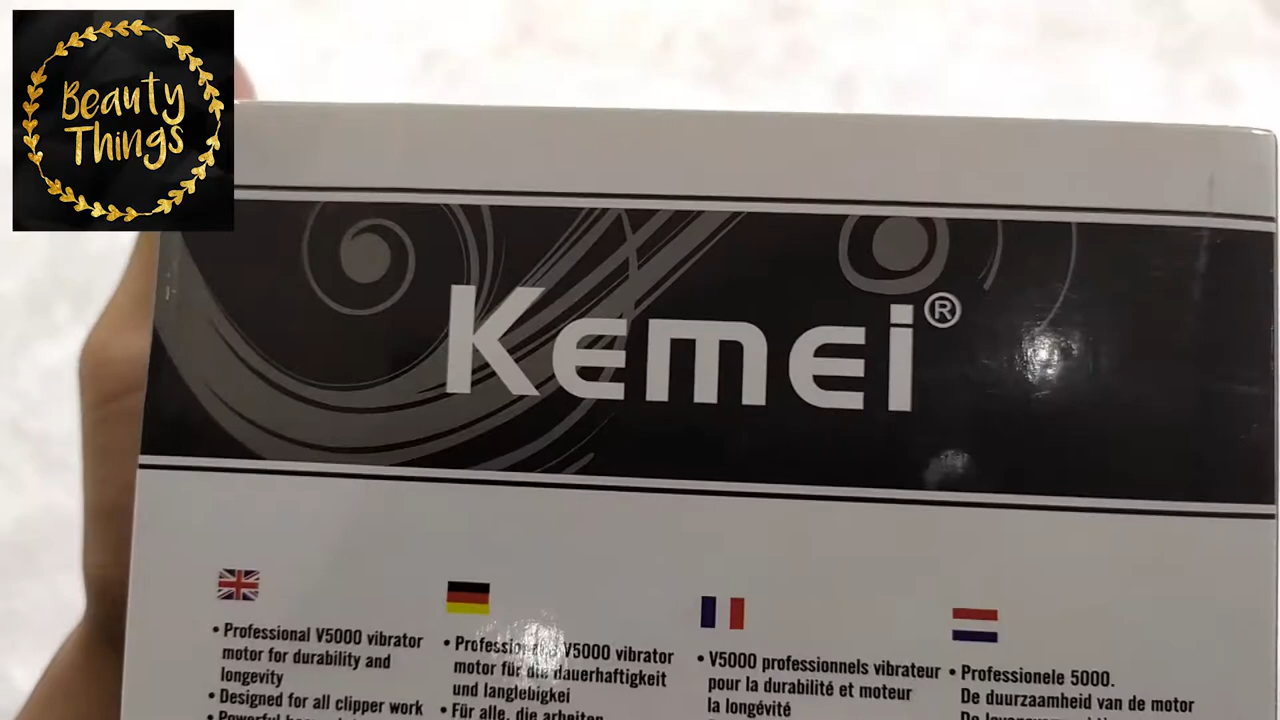 Beauty
Things
Kemei®
• Professional V5000 vibrator
motor for durability and
longevity
• Designed for all clipper work
• V5000 vibrator
motor für die dauerhaftigkeit
und langlebigkei
• Für alle, die arbeiten
• V5000 professionnels vibrateur
pour la durabilité et moteur
la longévité
• Professionele 5000.
De duurzaamheid van de motor